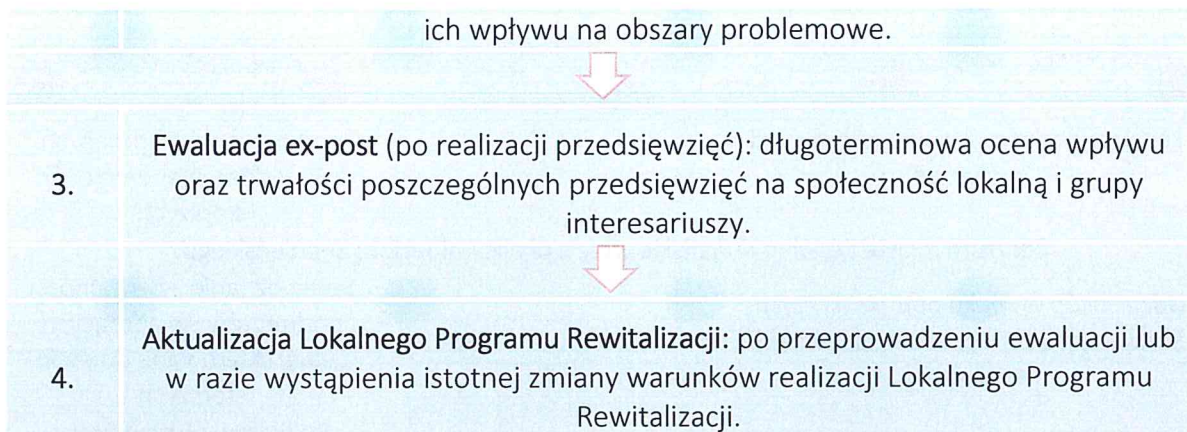 ich wpływu na obszary problemowe.
Ewaluacja ex-post (po realizacji przedsięwzięć): długoterminowa ocena wpływu
3. oraz trwałości poszczególnych przedsięwzięć na społeczność lokalną i grupy
interesariuszy.
Aktualizacja Lokalnego Programu Rewitalizacji: po przeprowadzeniu ewaluacji lub
4. w razie wystąpienia istotnej zmiany warunków realizacji Lokalnego Programu
Rewitalizacji.